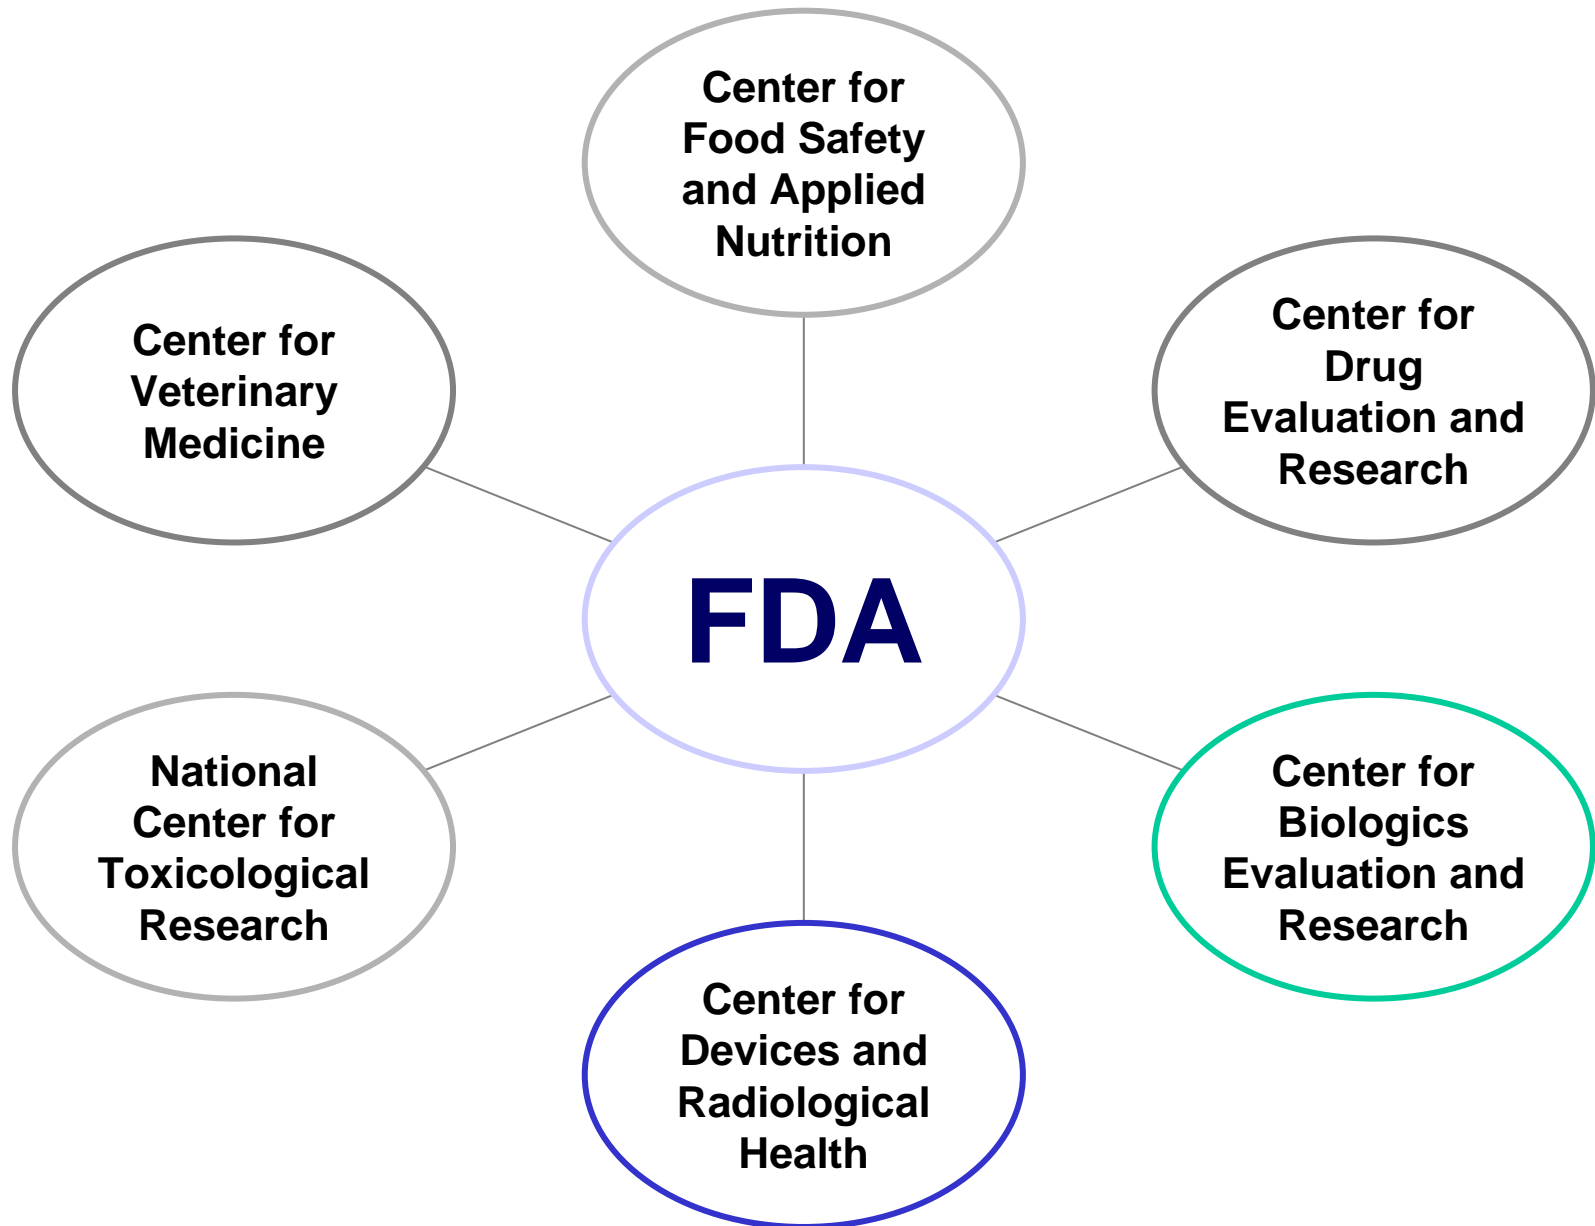 Center for
Food Safety
and Applied
Nutrition
Center for
Veterinary
Medicine
Center for
Drug
Evaluation and
Research
FDA
National
Center for
Toxicological
Research
Center for
Biologics
Evaluation and
Research
Center for
Devices and
Radiological
Health